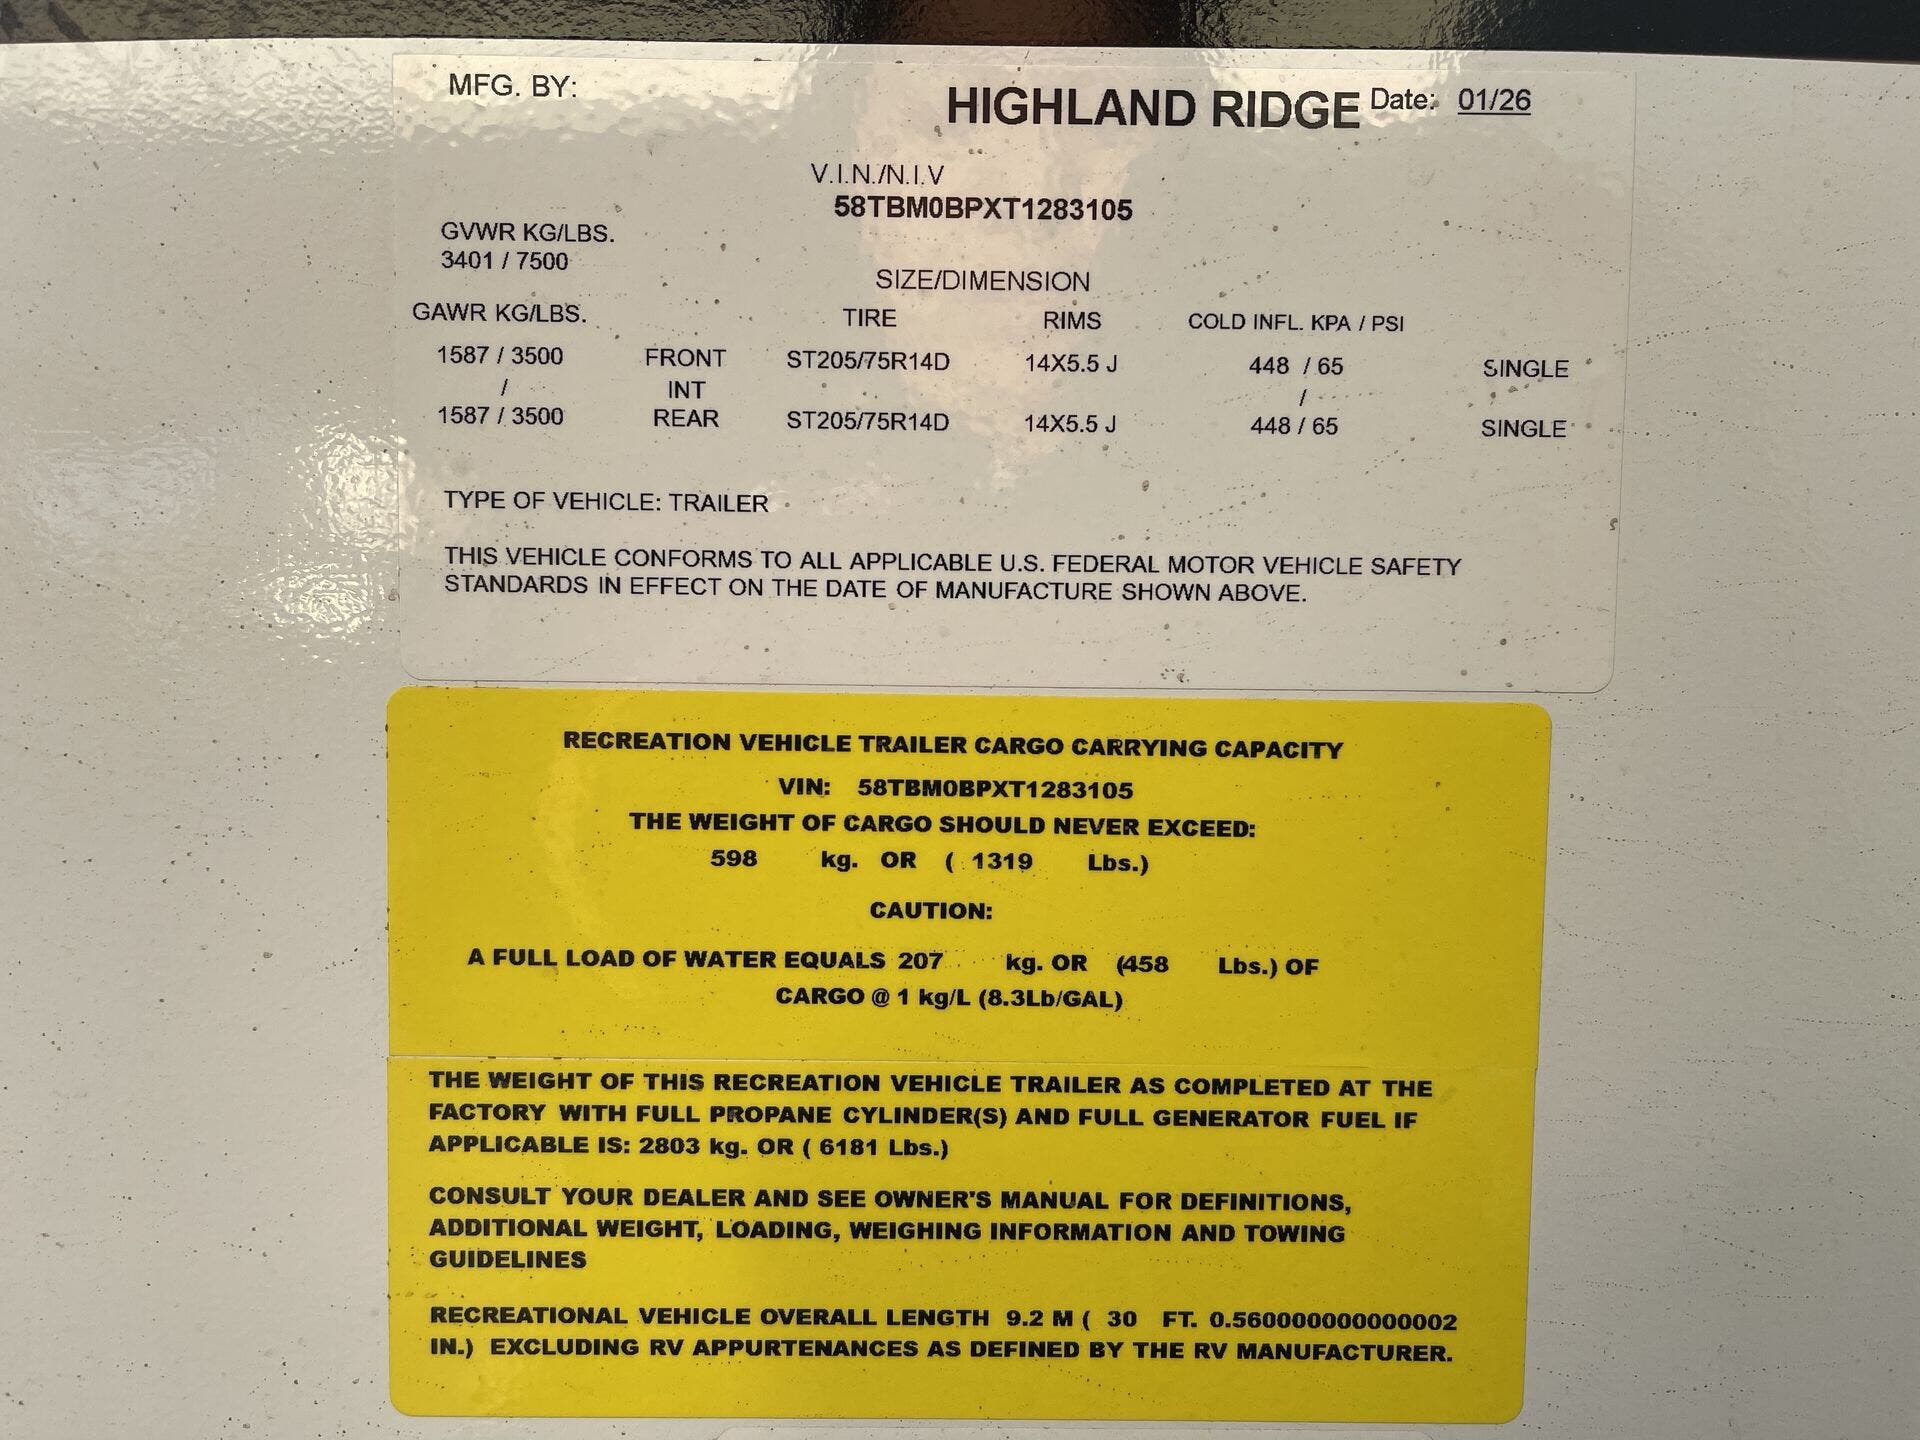 MFG. BY:
HIGHLAND RIDGE Date: 01/26
V.I.N./N.I.V
58TBM0BPXT1283105
GVWR KG/LBS.
3401 / 7500
SIZE/DIMENSION
GAWR KG/LBS. TIRE RIMS COLD INFL. KPA / PSI
1587 / 3500 FRONT ST205/75R14D 14X5.5 J 448 / 65 SINGLE
/ INT /
1587 / 3500 REAR ST205/75R14D 14X5.5 J 448 / 65 SINGLE
TYPE OF VEHICLE: TRAILER
THIS VEHICLE CONFORMS TO ALL APPLICABLE U.S. FEDERAL MOTOR VEHICLE SAFETY
STANDARDS IN EFFECT ON THE DATE OF MANUFACTURE SHOWN ABOVE.
RECREATION VEHICLE TRAILER CARGO CARRYING CAPACITY
VIN: 58TBM0BPXT1283105
THE WEIGHT OF CARGO SHOULD NEVER EXCEED:
598 kg. OR ( 1319 Lbs.)
CAUTION:
A FULL LOAD OF WATER EQUALS 207 kg. OR (458 Lbs.) OF
CARGO @ 1 kg/L (8.3Lb/GAL)
THE WEIGHT OF THIS RECREATION VEHICLE TRAILER AS COMPLETED AT THE
FACTORY WITH FULL PROPANE CYLINDER(S) AND FULL GENERATOR FUEL IF
APPLICABLE IS: 2803 kg. OR ( 6181 Lbs.)
CONSULT YOUR DEALER AND SEE OWNER'S MANUAL FOR DEFINITIONS,
ADDITIONAL WEIGHT, LOADING, WEIGHING INFORMATION AND TOWING
GUIDELINES
RECREATIONAL VEHICLE OVERALL LENGTH 9.2 M ( 30 FT. 0.560000000000002
IN.) EXCLUDING RV APPURTENANCES AS DEFINED BY THE RV MANUFACTURER.